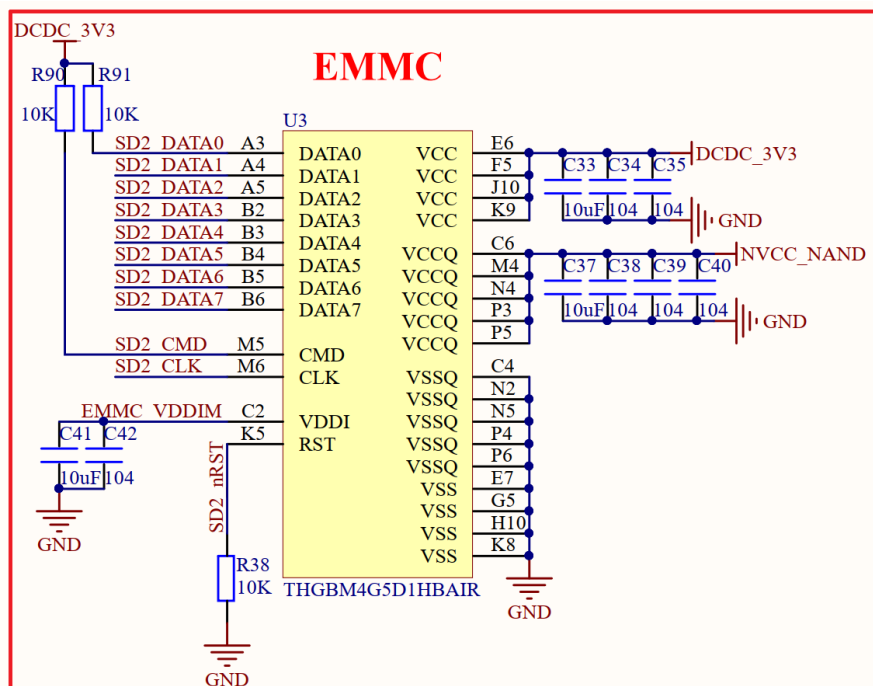 DCDC_3V3
EMMC
R90 R91
10K 10K
U3
SD2_DATA0 A3 DATA0 VCC E6
SD2_DATA1 A4 DATA1 VCC F5
SD2_DATA2 A5 DATA2 VCC J10
SD2_DATA3 B2 DATA3 VCC K9
SD2_DATA4 B3 DATA4
SD2_DATA5 B4 DATA5
SD2_DATA6 B5 DATA6
SD2_DATA7 B6 DATA7
DCDC_3V3
C33 C34 C35
10uF 104 104
GND
VCCQ C6
VCCQ M4
VCCQ N4
VCCQ P3
VCCQ P5
NVCC_NAND
C37 C38 C39 C40
10uF 104 104 104
GND
SD2_CMD M5 CMD
SD2_CLK M6 CLK
VSSQ C4
VSSQ N2
VSSQ N5
VSSQ P4
VSSQ P6
VSS E7
VSS G5
VSS H10
VSS K8
GND
EMMC_VDDIM C2 VDDI
K5 RST
C41 C42
10uF 104
GND
SD2_nRST
R38
10K
GND
THGBM4G5D1HBAIR